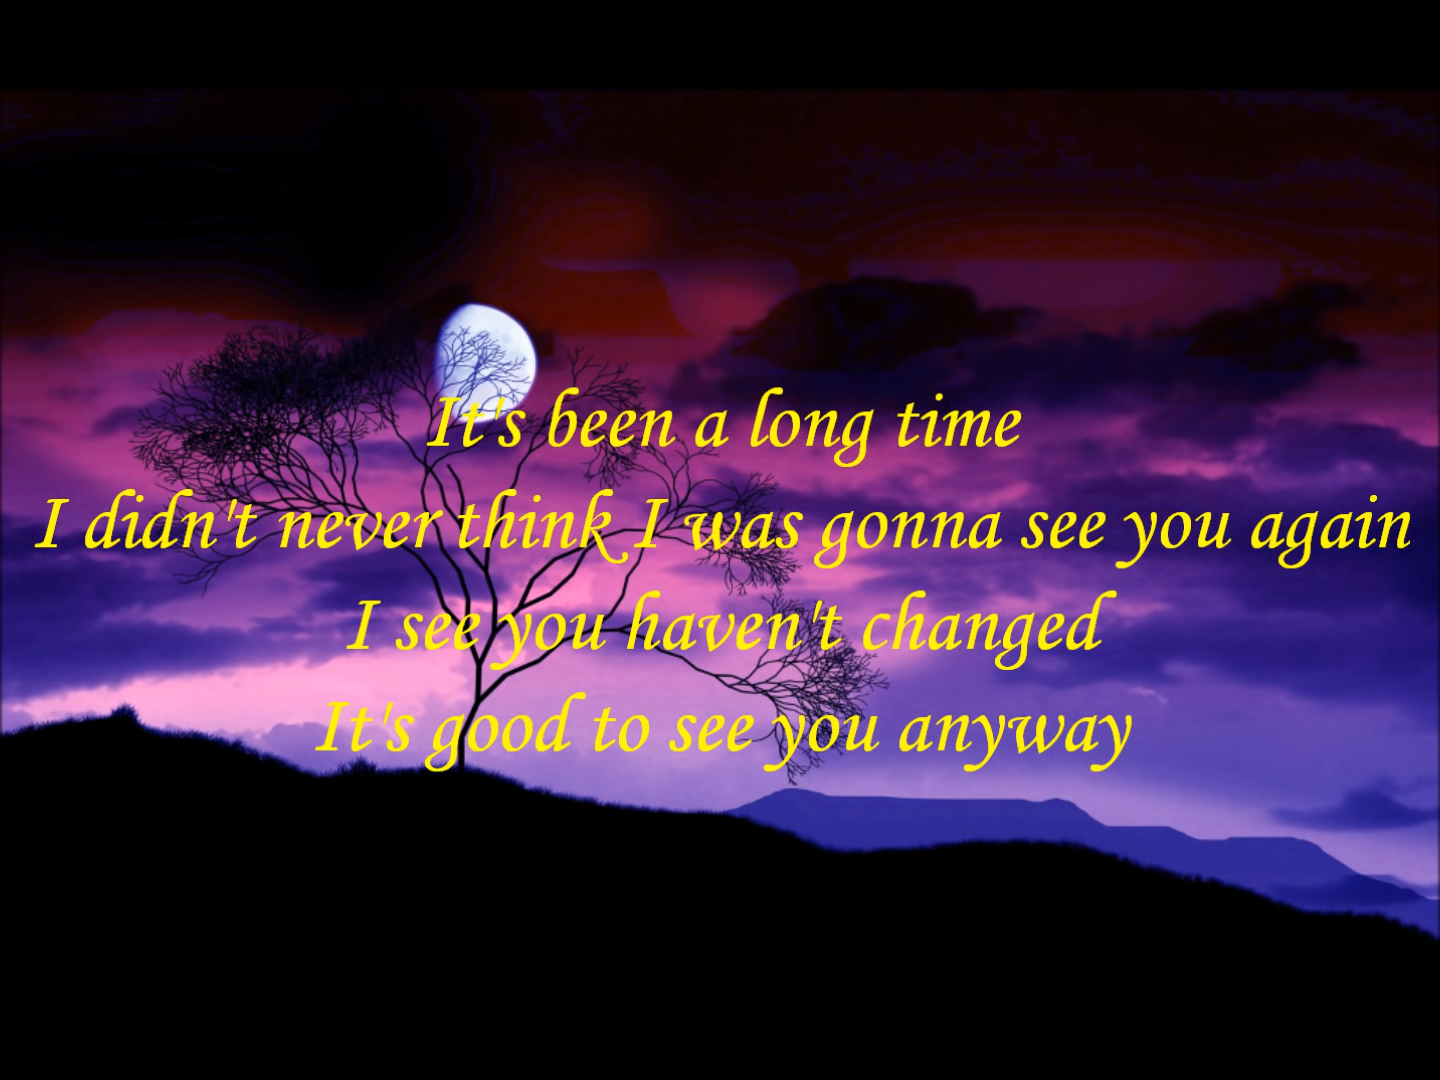 It's been a long time
I didn't never think I was gonna see you again
I see you haven't changed
It's good to see you anyway